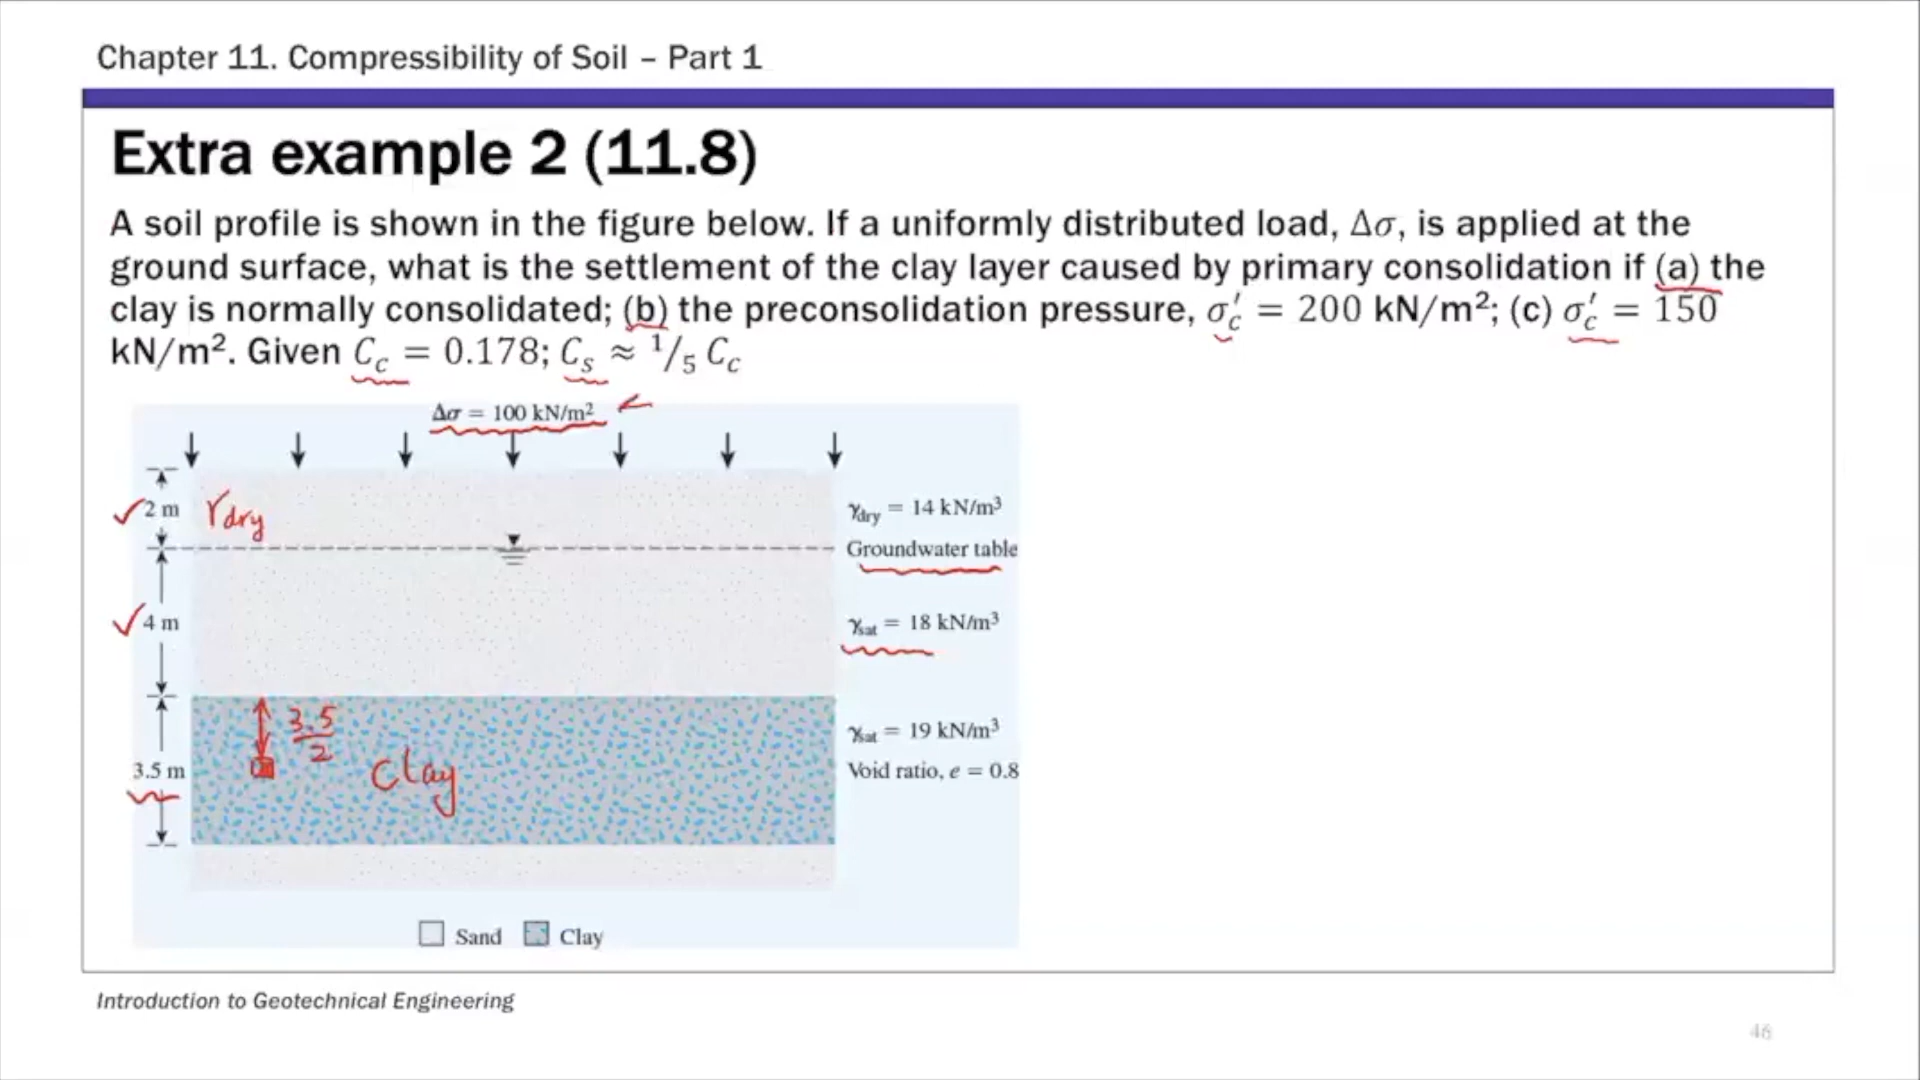 Chapter 11. Compressibility of Soil – Part 1
Extra example 2 (11.8)
A soil profile is shown in the figure below. If a uniformly distributed load, Δσ, is applied at the
ground surface, what is the settlement of the clay layer caused by primary consolidation if (a) the
clay is normally consolidated; (b) the preconsolidation pressure, σ′c = 200 kN/m²; (c) σ′c = 150
kN/m². Given Cc = 0.178; Cs ≈ 1/5 Cc
Δσ = 100 kN/m²
2 m
γdry
γdry = 14 kN/m³
Groundwater table
4 m
γsat = 18 kN/m³
3.5
2
Clay
3.5 m
γsat = 19 kN/m³
Void ratio, e = 0.8
Sand
Clay
Introduction to Geotechnical Engineering
46